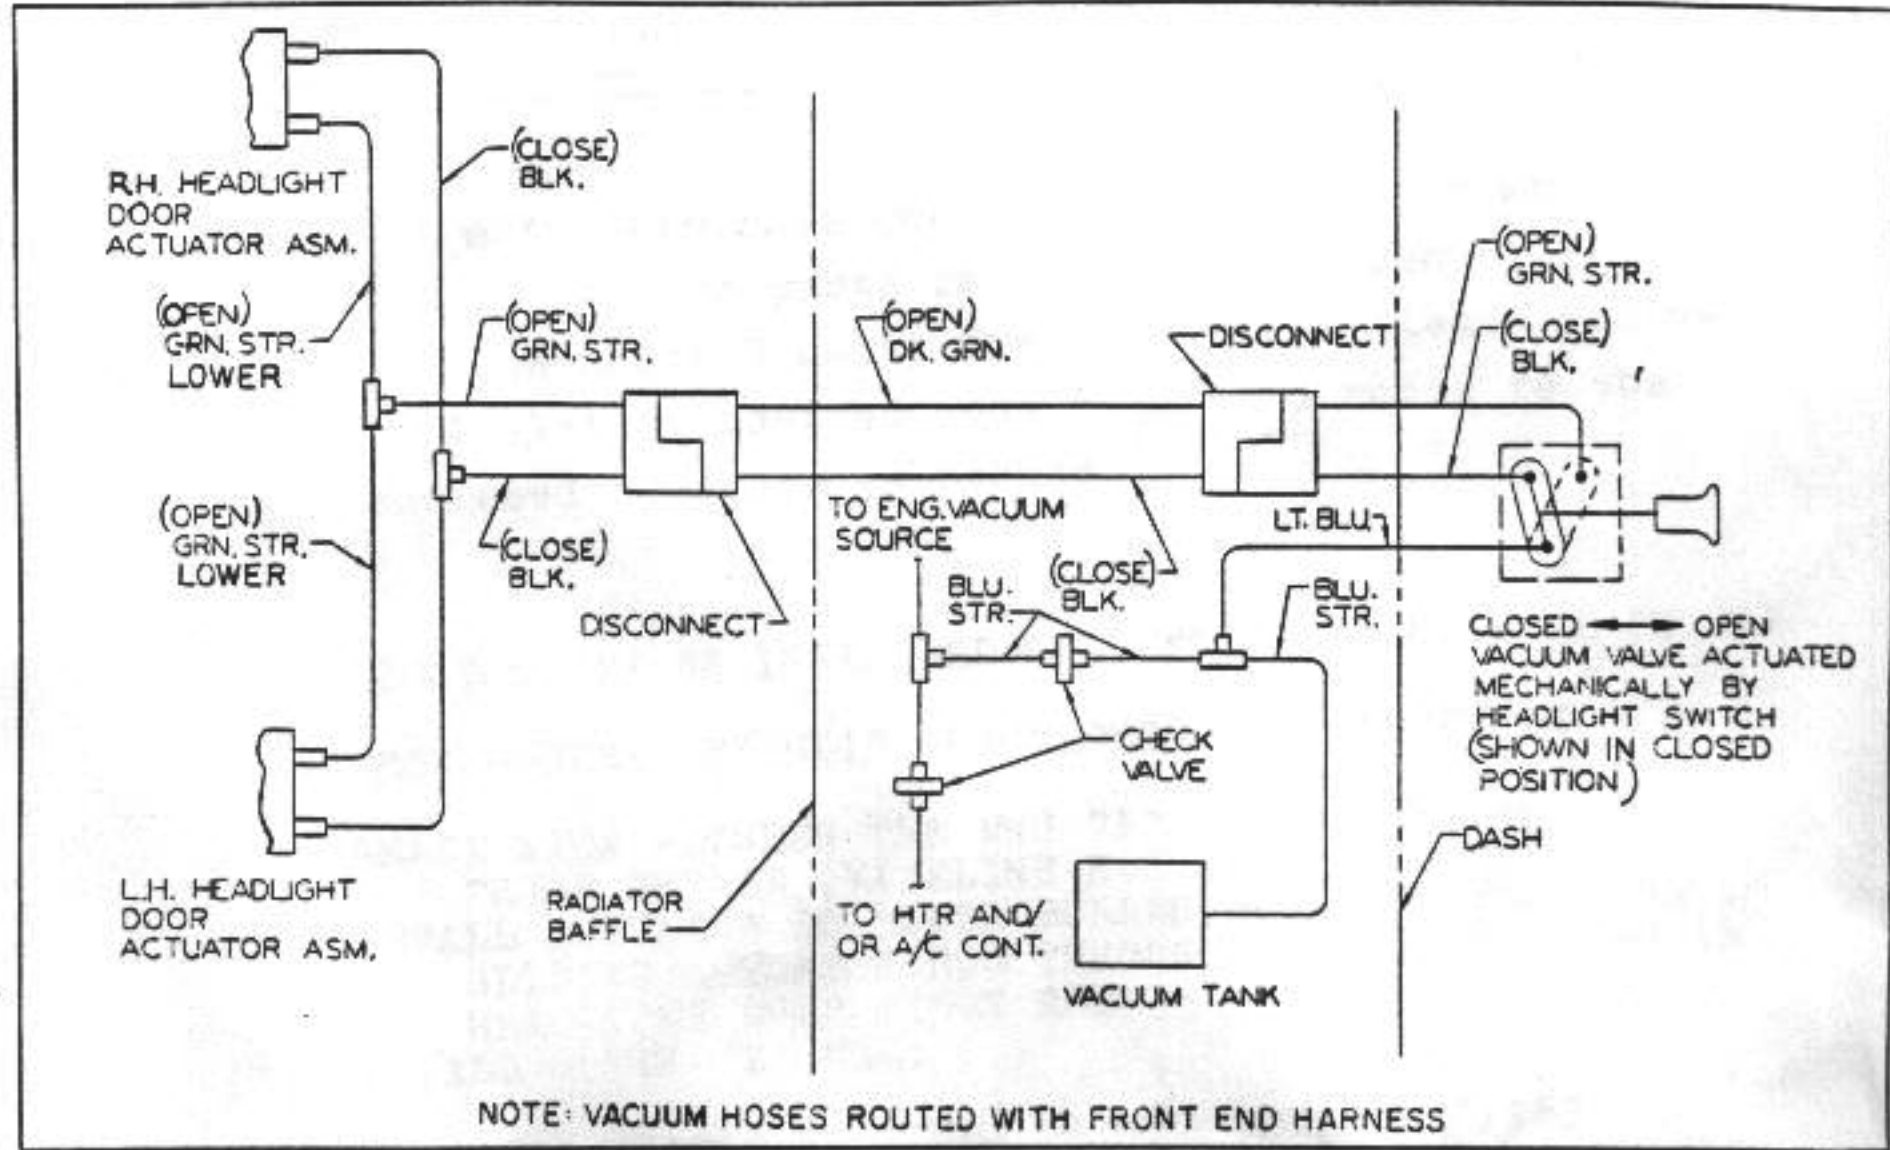 (CLOSE)
BLK.
R.H. HEADLIGHT
DOOR
ACTUATOR ASM.
(OPEN)
GRN. STR.
LOWER
(OPEN)
GRN. STR.
(OPEN)
DK. GRN.
DISCONNECT
(OPEN)
GRN. STR.
(CLOSE)
BLK.
(OPEN)
GRN. STR.
LOWER
(CLOSE)
BLK.
DISCONNECT
TO ENG. VACUUM
SOURCE
BLU.
STR.
(CLOSE)
BLK.
LT. BLU.
BLU.
STR.
CLOSED OPEN
VACUUM VALVE ACTUATED
MECHANICALLY BY
HEADLIGHT SWITCH
(SHOWN IN CLOSED
POSITION)
CHECK
VALVE
DASH
L.H. HEADLIGHT
DOOR
ACTUATOR ASM.
RADIATOR
BAFFLE
TO HTR AND/
OR A/C CONT.
VACUUM TANK
NOTE: VACUUM HOSES ROUTED WITH FRONT END HARNESS